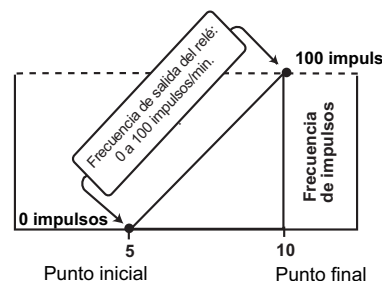 Frecuencia de salida del relé:
0 a 100 impulsos/min.
100 impuls
Frecuencia
de impulsos
0 impulsos
5
10
Punto inicial
Punto final